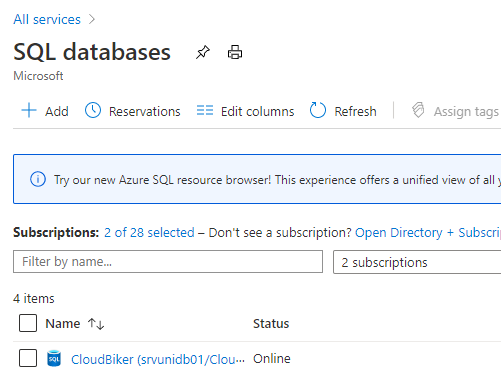 All services >
SQL databases
Microsoft
+ Add Reservations Edit columns Refresh Assign tags
Try our new Azure SQL resource browser! This experience offers a unified view of all
Subscriptions: 2 of 28 selected – Don't see a subscription? Open Directory + Subscri
Filter by name... 2 subscriptions
4 items
Name ↑↓ Status
SQL CloudBiker (srvunidb01/Clou... Online